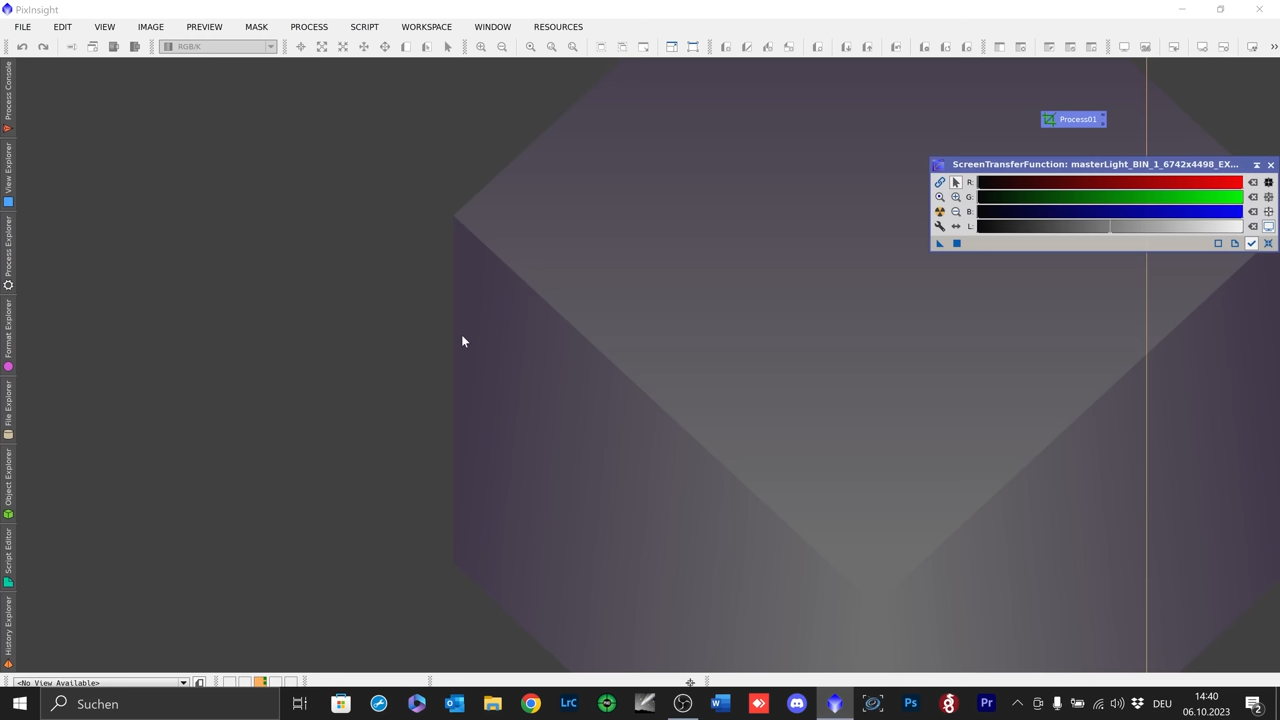 PixInsight
FILE EDIT VIEW IMAGE PREVIEW MASK PROCESS SCRIPT WORKSPACE WINDOW RESOURCES
RGB/K
Process Console
View Explorer
Process Explorer
Format Explorer
File Explorer
Object Explorer
Script Editor
History Explorer
Process01
ScreenTransferFunction: masterLight_BIN_1_6742x4498_EX...
R:
G:
B:
L:
<No View Available>
Suchen
LrC
Ps
Pr
DEU
14:40
06.10.2023
2